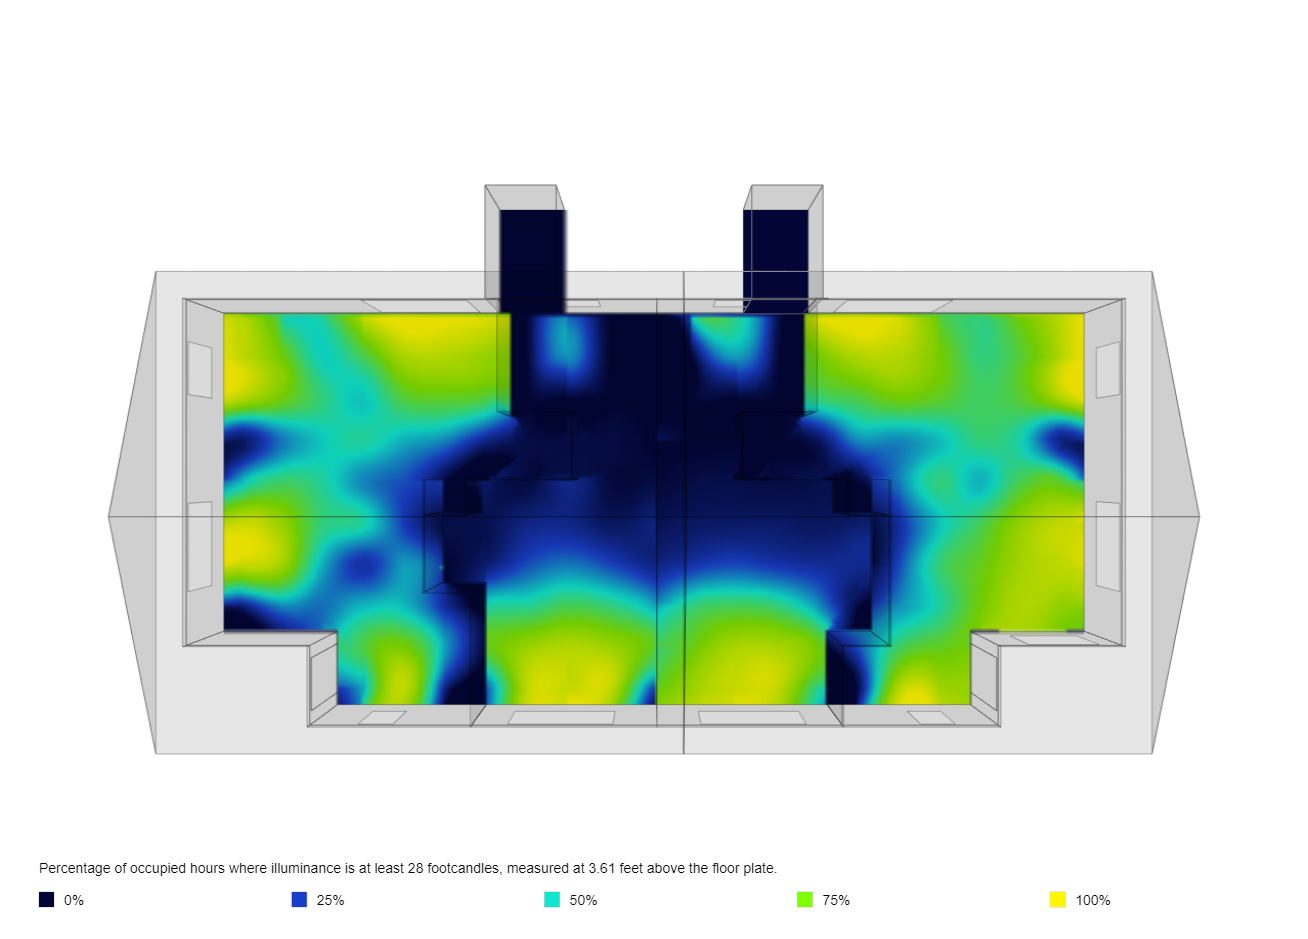 Percentage of occupied hours where illuminance is at least 28 footcandles, measured at 3.61 feet above the floor plate.
0% 25% 50% 75% 100%